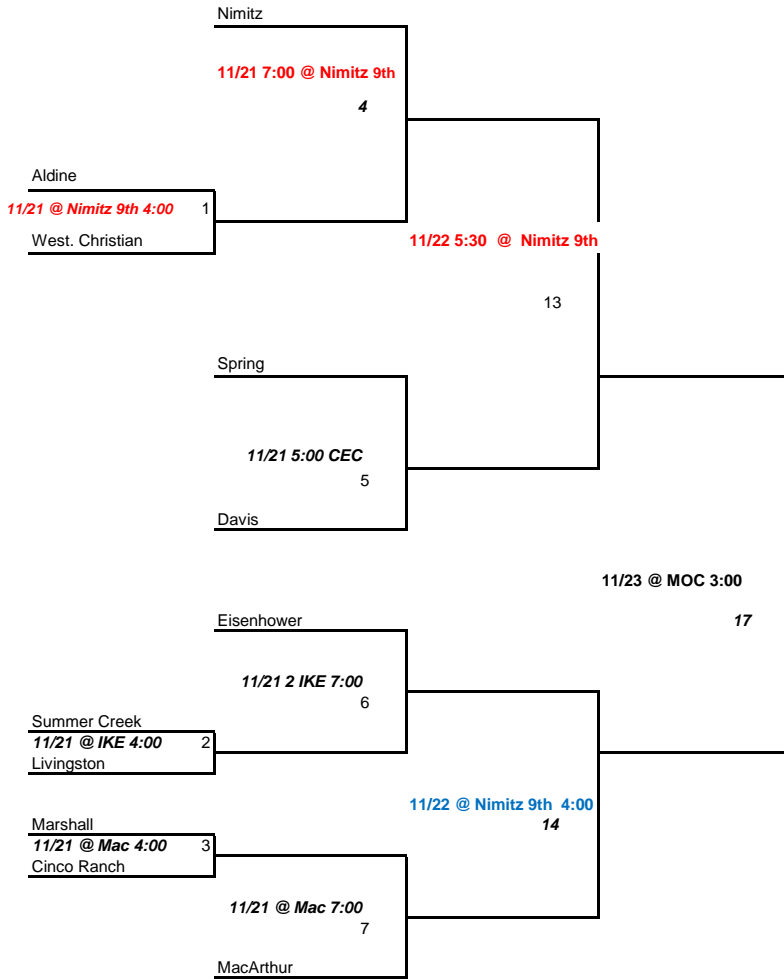 Nimitz
11/21 7:00 @ Nimitz 9th
4
Aldine
11/21 @ Nimitz 9th 4:00 1
West. Christian
11/22 5:30 @ Nimitz 9th
13
Spring
11/21 5:00 CEC
5
Davis
11/23 @ MOC 3:00
17
Eisenhower
11/21 2 IKE 7:00
6
Summer Creek
11/21 @ IKE 4:00 2
Livingston
11/22 @ Nimitz 9th 4:00
14
Marshall
11/21 @ Mac 4:00 3
Cinco Ranch
11/21 @ Mac 7:00
7
MacArthur